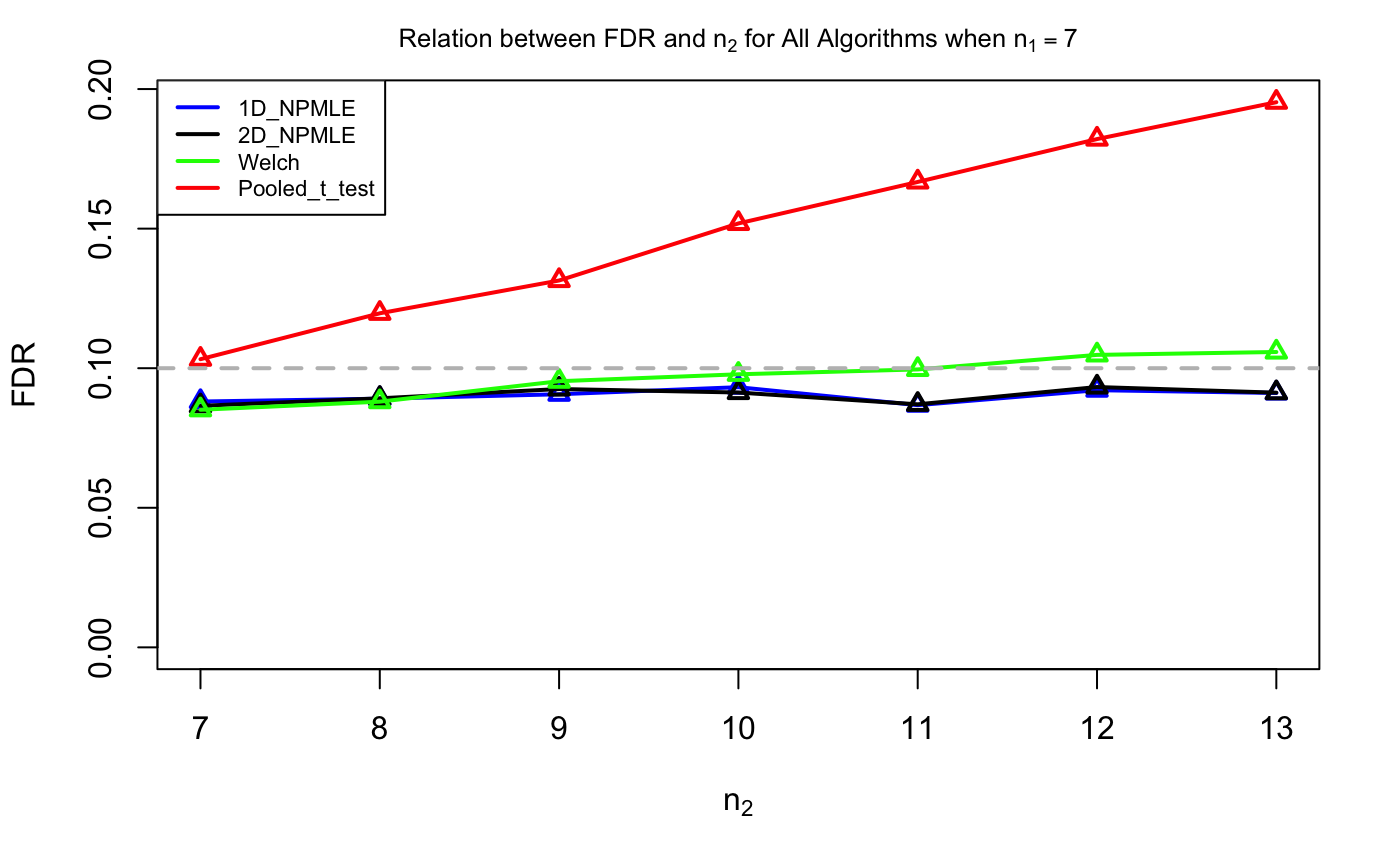 Relation between FDR and n₂ for All Algorithms when n₁ = 7
1D_NPMLE
2D_NPMLE
Welch
Pooled_t_test
FDR
0.20
0.15
0.10
0.05
0.00
7 8 9 10 11 12 13
n₂